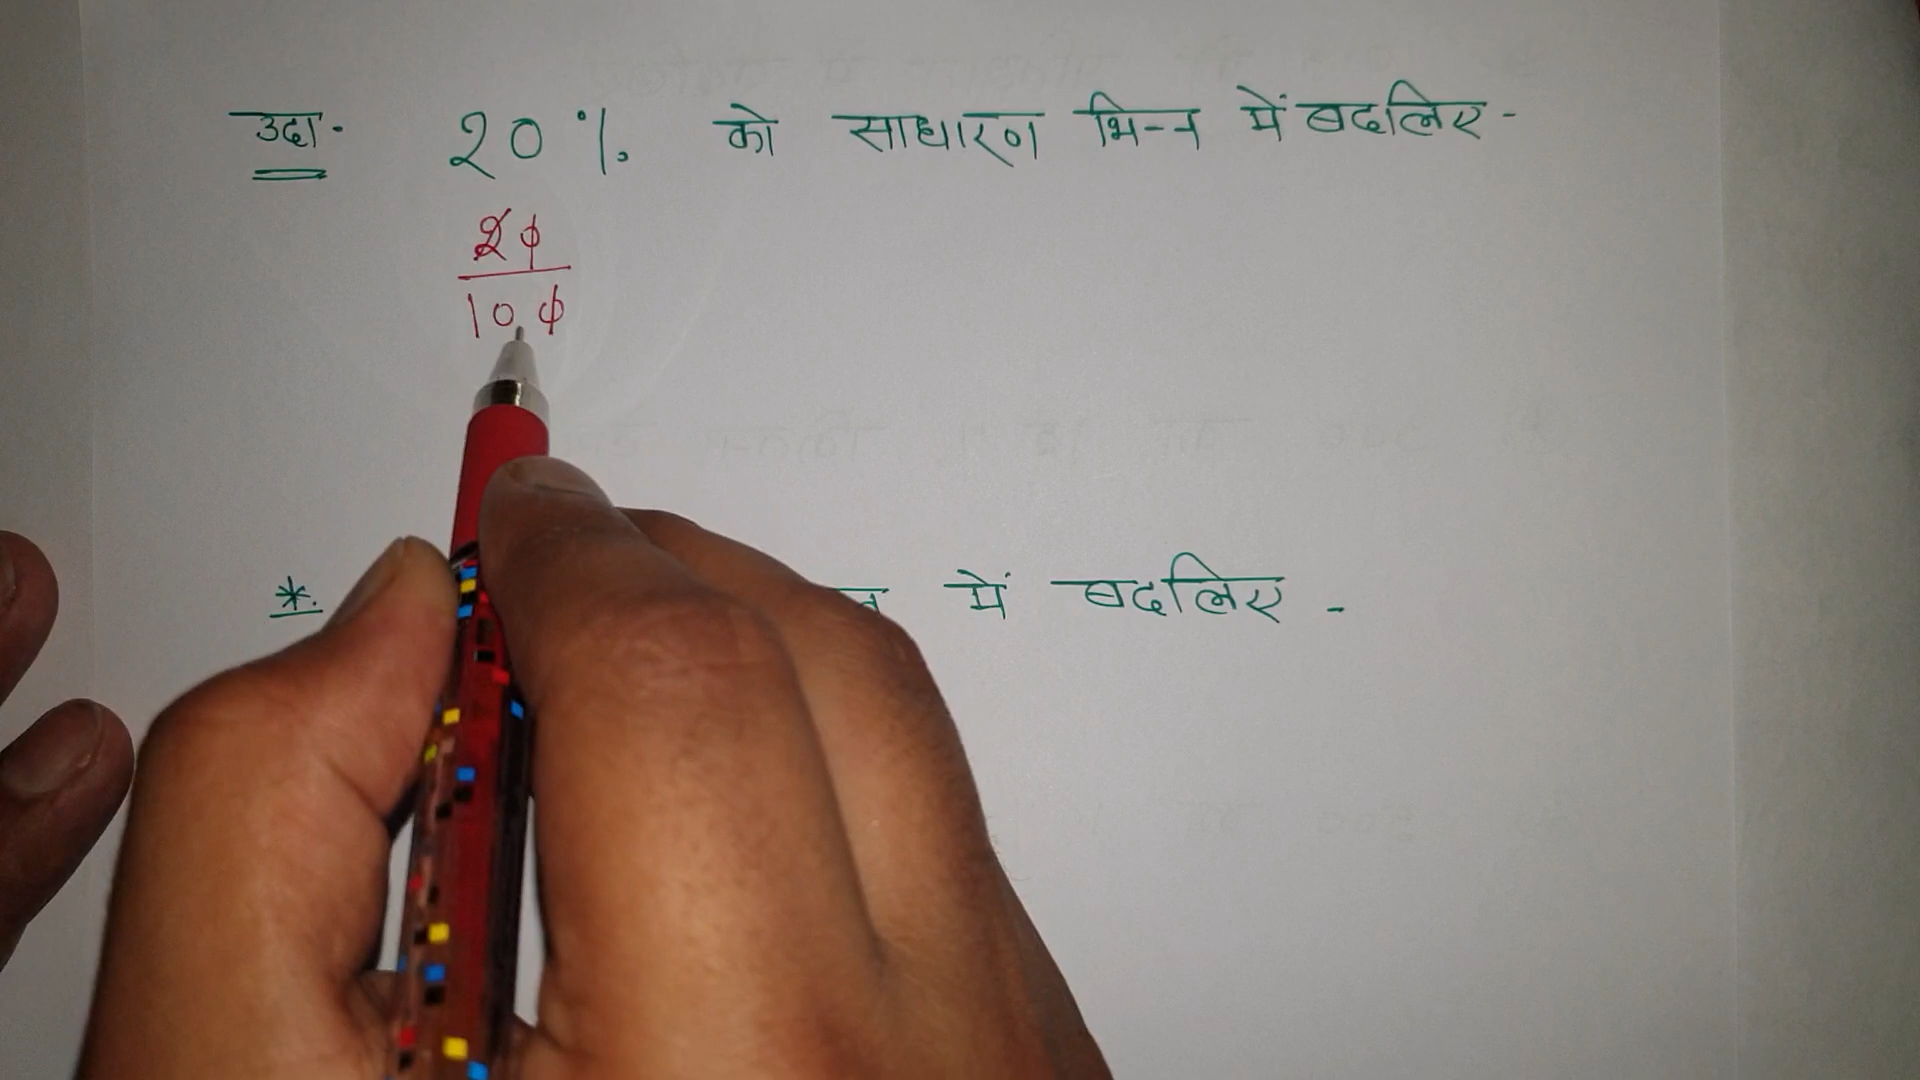 उदा. 20% को साधारण भिन्न में बदलिए -
20
100
*. में बदलिए -